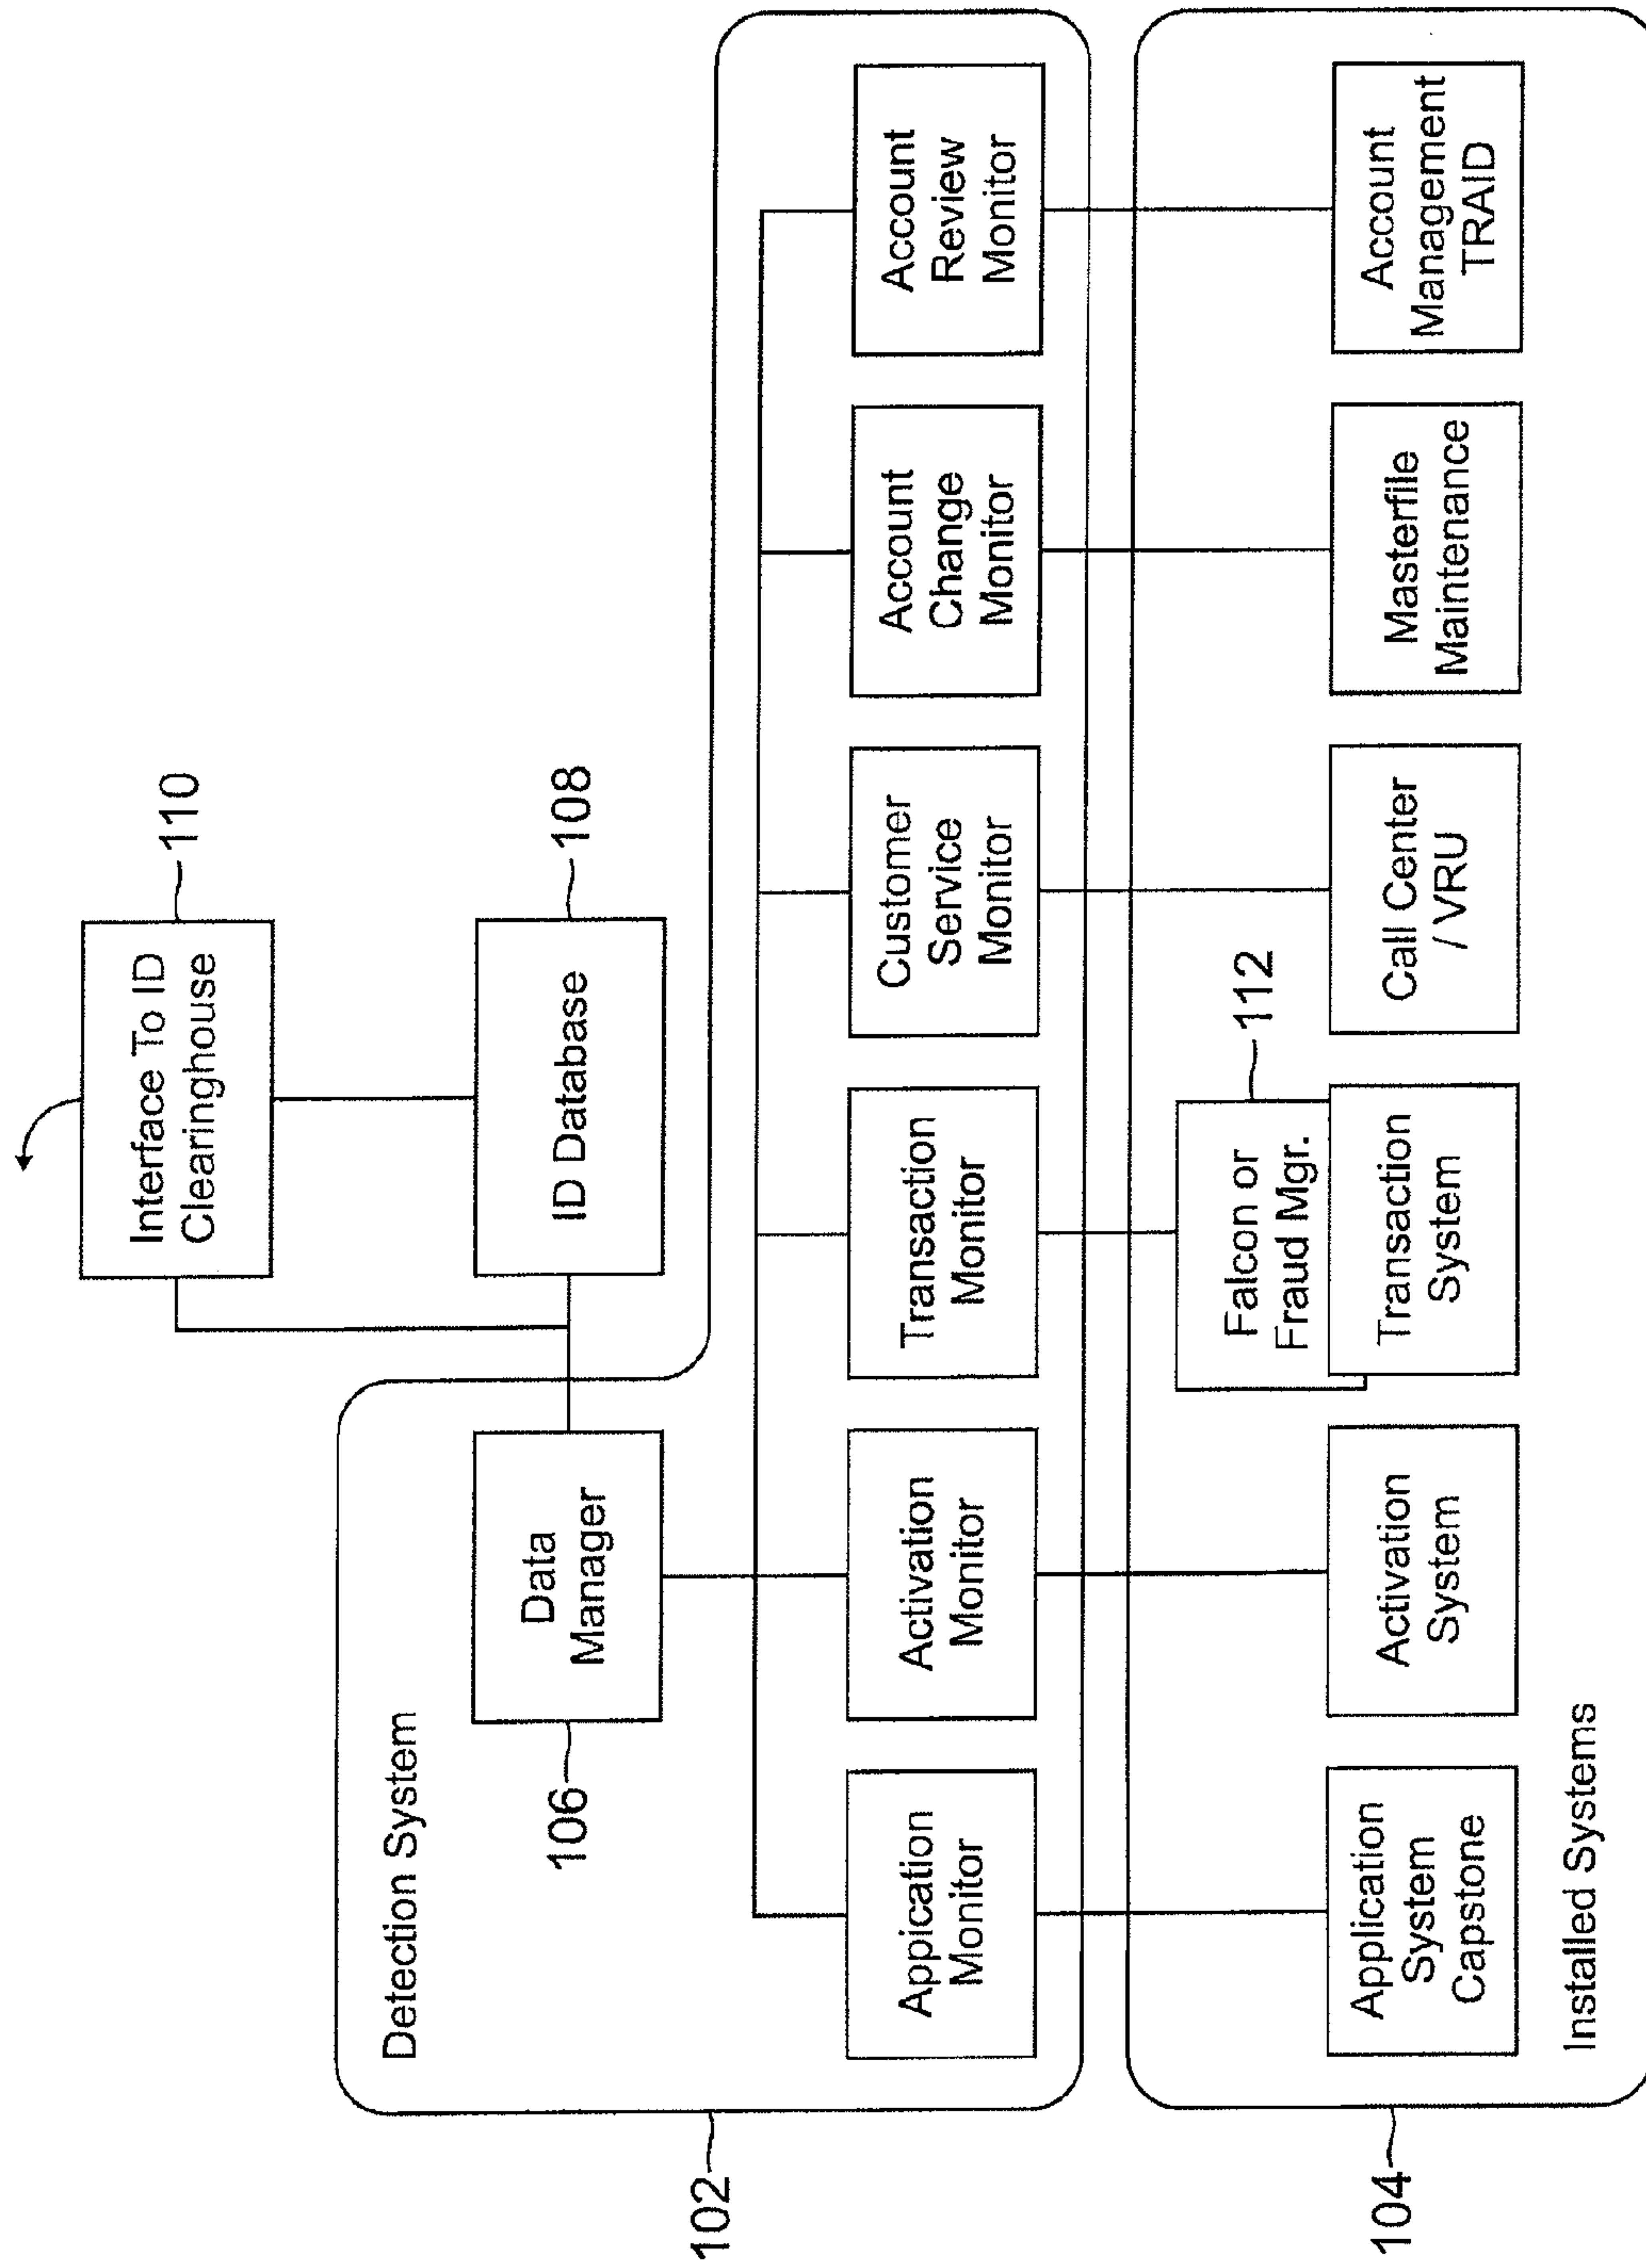 Interface To ID
Clearinghouse
110
ID Database
108
Detection System
Data
Manager
106
102
Appication
Monitor
Activation
Monitor
Transaction
Monitor
Customer
Service
Monitor
Account
Change
Monitor
Account
Review
Monitor
Falcon or
Fraud Mgr.
112
Application
System
Capstone
Activation
System
Transaction
System
Call Center
/ VRU
Masterfile
Maintenance
Account
Management
TRAID
Installed Systems
104